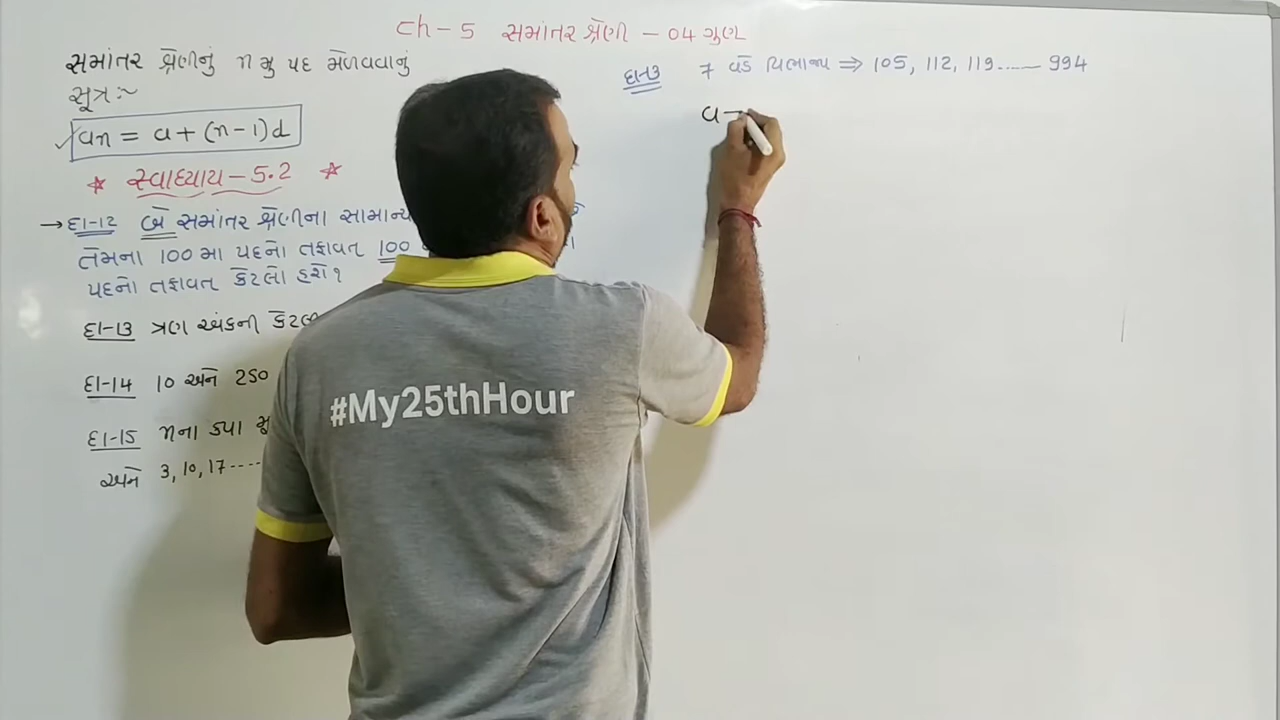 Ch-5 સમાંતર શ્રેણી - 04 ગુણ
સમાંતર શ્રેણીનું n મુ પદ મેળવવાનું
સૂત્ર:-
an = a + (n-1)d
* સ્વાધ્યાય - 5.2 *
→ દા-12 બે સમાંતર શ્રેણીના સામાન્ય
તેમના 100 મા પદનો તફાવત 100
પદનો તફાવત કેટલો હશે?
દા-13 ત્રણ અંકની
દા-14 10 અને 250
દા-15 nના કયા
અને 3, 10, 17----
દા-13 7 વડે વિભાજ્ય ⇒ 105, 112, 119...... 994
a
#My25thHour